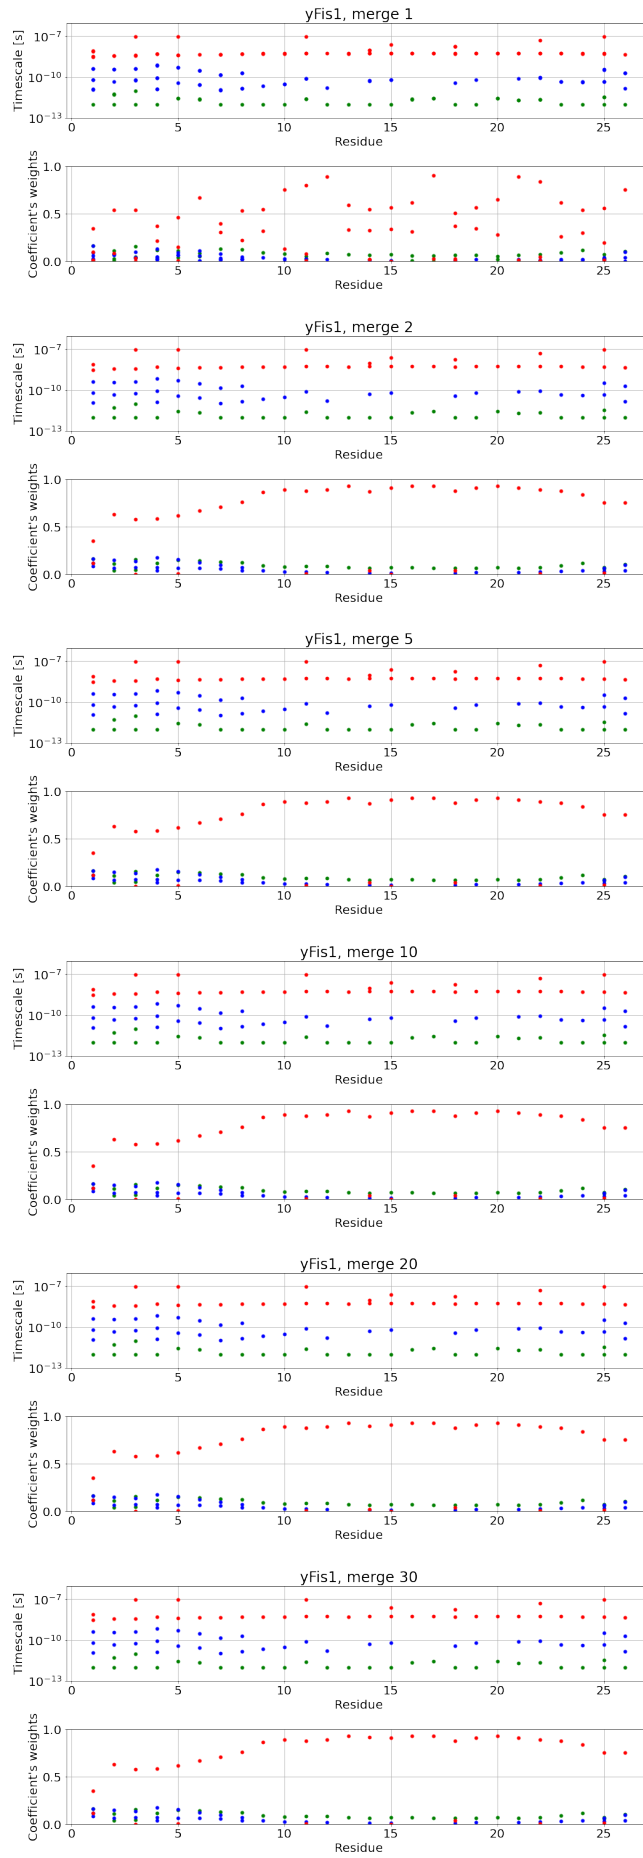 yFis1, merge 1
Timescale [s]
10⁻⁷
10⁻¹⁰
10⁻¹³
0 5 10 15 20 25
Residue
Coefficient's weights
1.0
0.5
0.0
0 5 10 15 20 25
Residue
yFis1, merge 2
Timescale [s]
10⁻⁷
10⁻¹⁰
10⁻¹³
0 5 10 15 20 25
Residue
Coefficient's weights
1.0
0.5
0.0
0 5 10 15 20 25
Residue
yFis1, merge 5
Timescale [s]
10⁻⁷
10⁻¹⁰
10⁻¹³
0 5 10 15 20 25
Residue
Coefficient's weights
1.0
0.5
0.0
0 5 10 15 20 25
Residue
yFis1, merge 10
Timescale [s]
10⁻⁷
10⁻¹⁰
10⁻¹³
0 5 10 15 20 25
Residue
Coefficient's weights
1.0
0.5
0.0
0 5 10 15 20 25
Residue
yFis1, merge 20
Timescale [s]
10⁻⁷
10⁻¹⁰
10⁻¹³
0 5 10 15 20 25
Residue
Coefficient's weights
1.0
0.5
0.0
0 5 10 15 20 25
Residue
yFis1, merge 30
Timescale [s]
10⁻⁷
10⁻¹⁰
10⁻¹³
0 5 10 15 20 25
Residue
Coefficient's weights
1.0
0.5
0.0
0 5 10 15 20 25
Residue